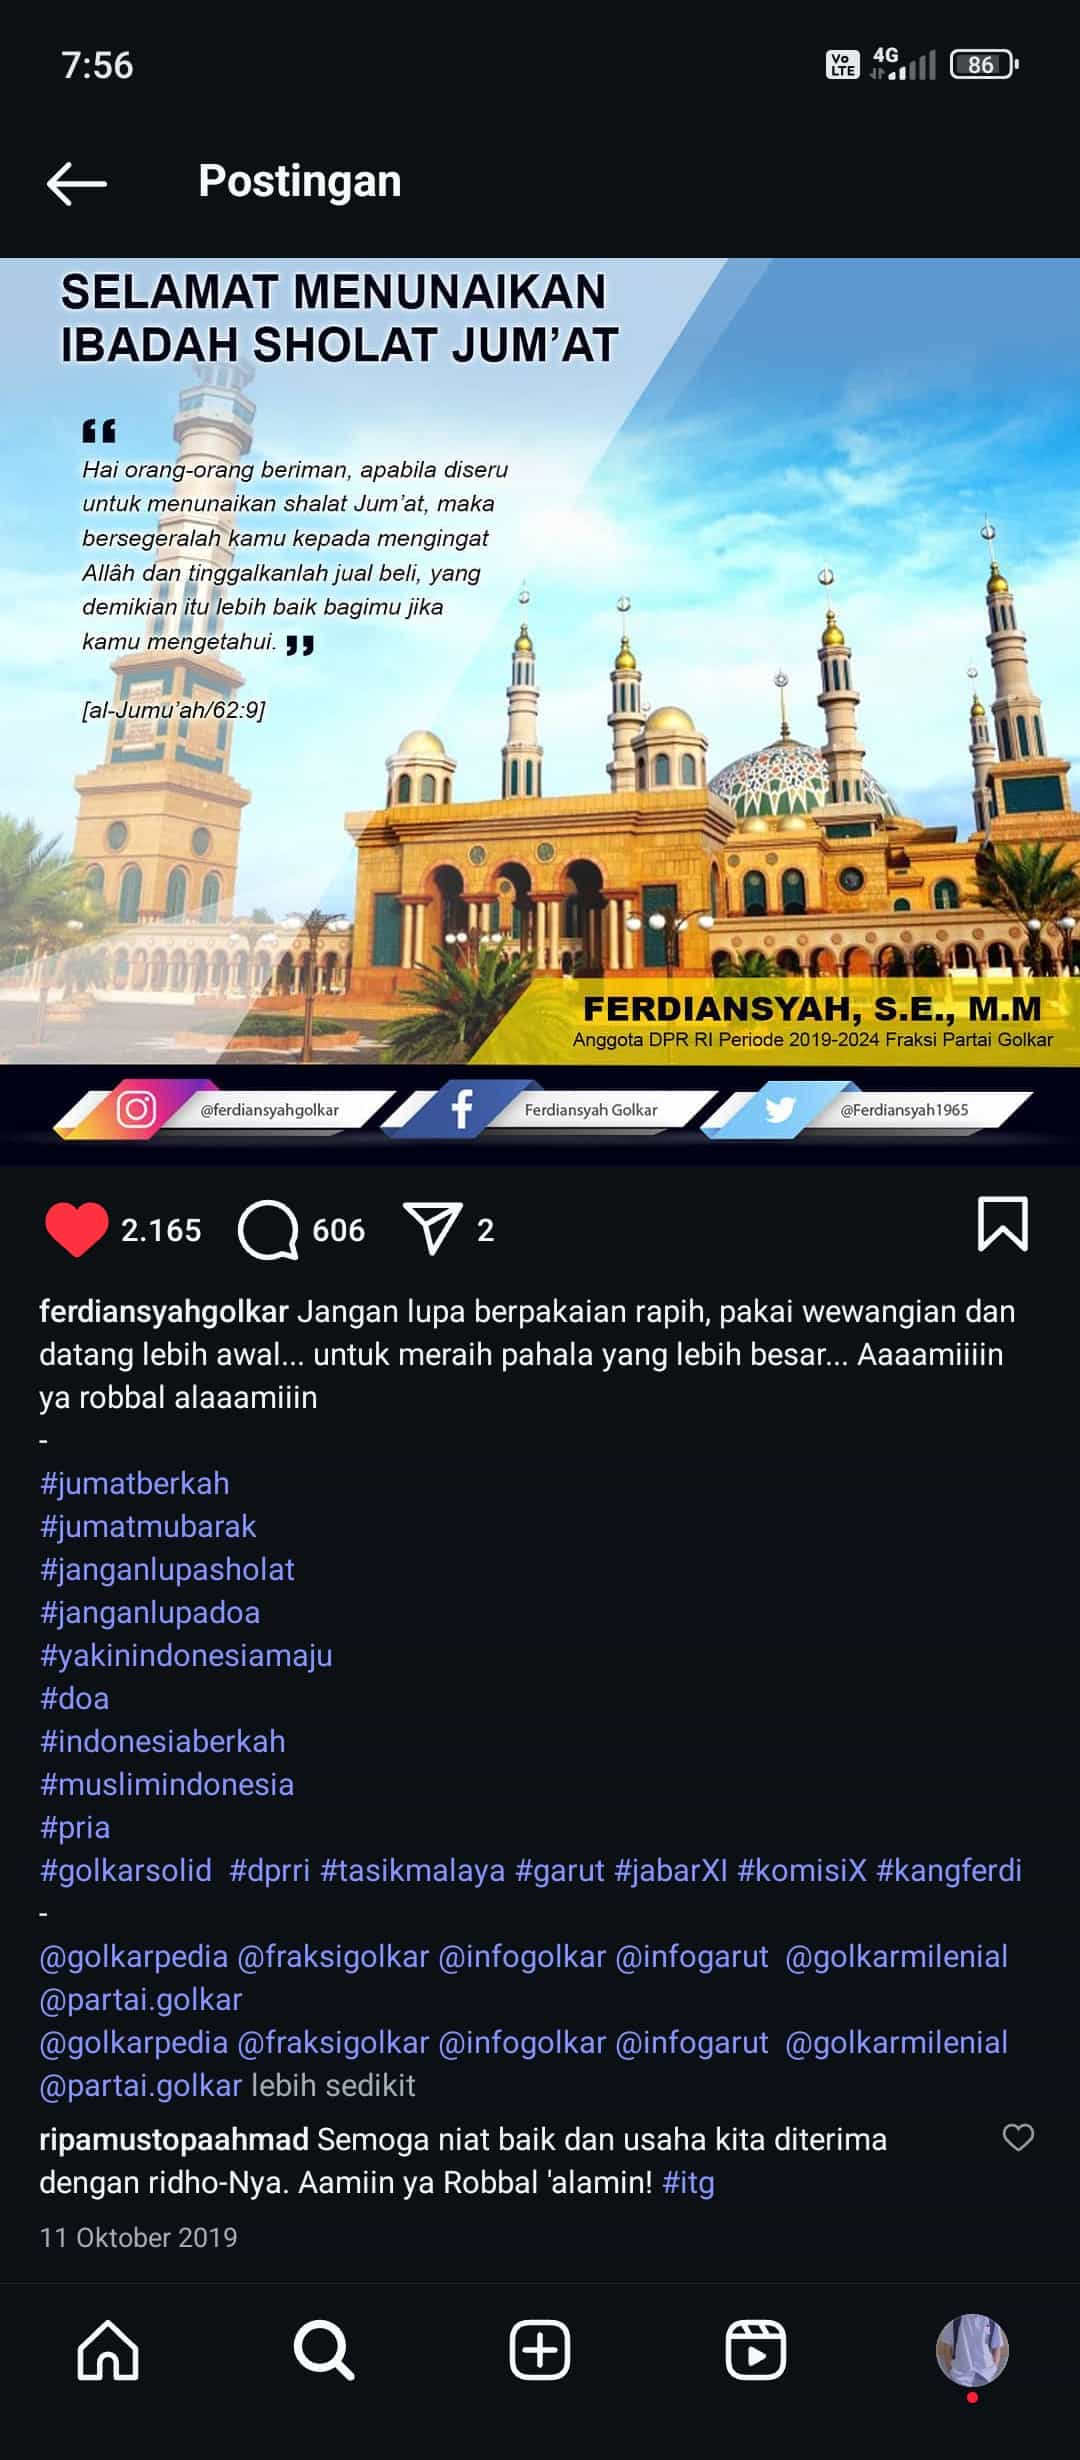 7:56
Vo LTE 4G 86
Postingan
SELAMAT MENUNAIKAN
IBADAH SHOLAT JUM’AT
“
Hai orang-orang beriman, apabila diseru
untuk menunaikan shalat Jum’at, maka
bersegeralah kamu kepada mengingat
Allâh dan tinggalkanlah jual beli, yang
demikian itu lebih baik bagimu jika
kamu mengetahui. ”
[al-Jumu’ah/62:9]
FERDIANSYAH, S.E., M.M
Anggota DPR RI Periode 2019-2024 Fraksi Partai Golkar
@ferdiansyahgolkar f Ferdiansyah Golkar @Ferdiansyah1965
2.165 606 2
ferdiansyahgolkar Jangan lupa berpakaian rapih, pakai wewangian dan
datang lebih awal... untuk meraih pahala yang lebih besar... Aaaamiiiin
ya robbal alaaamiiin
-
#jumatberkah
#jumatmubarak
#janganlupasholat
#janganlupadoa
#yakinindonesiamaju
#doa
#indonesiaberkah
#muslimindonesia
#pria
#golkarsolid #dprri #tasikmalaya #garut #jabarXI #komisiX #kangferdi
-
@golkarpedia @fraksigolkar @infogolkar @infogarut @golkarmilenial
@partai.golkar
@golkarpedia @fraksigolkar @infogolkar @infogarut @golkarmilenial
@partai.golkar lebih sedikit
ripamustopaahmad Semoga niat baik dan usaha kita diterima
dengan ridho-Nya. Aamiin ya Robbal 'alamin! #itg
11 Oktober 2019